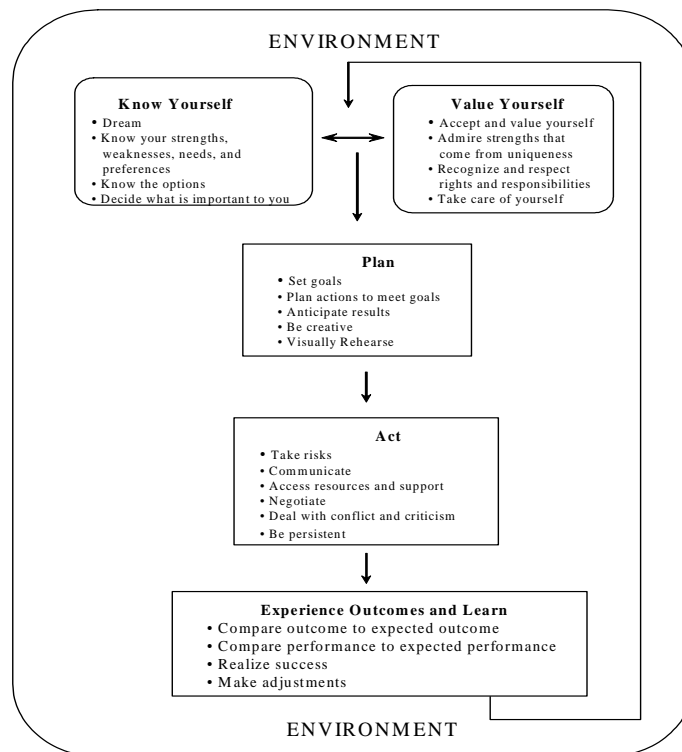 ENVIRONMENT
Know Yourself
• Dream
• Know your strengths,
weaknesses, needs, and
preferences
• Know the options
• Decide what is important to you
Value Yourself
• Accept and value yourself
• Admire strengths that
come from uniqueness
• Recognize and respect
rights and responsibilities
• Take care of yourself
Plan
• Set goals
• Plan actions to meet goals
• Anticipate results
• Be creative
• Visually Rehearse
Act
• Take risks
• Communicate
• Access resources and support
• Negotiate
• Deal with conflict and criticism
• Be persistent
Experience Outcomes and Learn
• Compare outcome to expected outcome
• Compare performance to expected performance
• Realize success
• Make adjustments
ENVIRONMENT